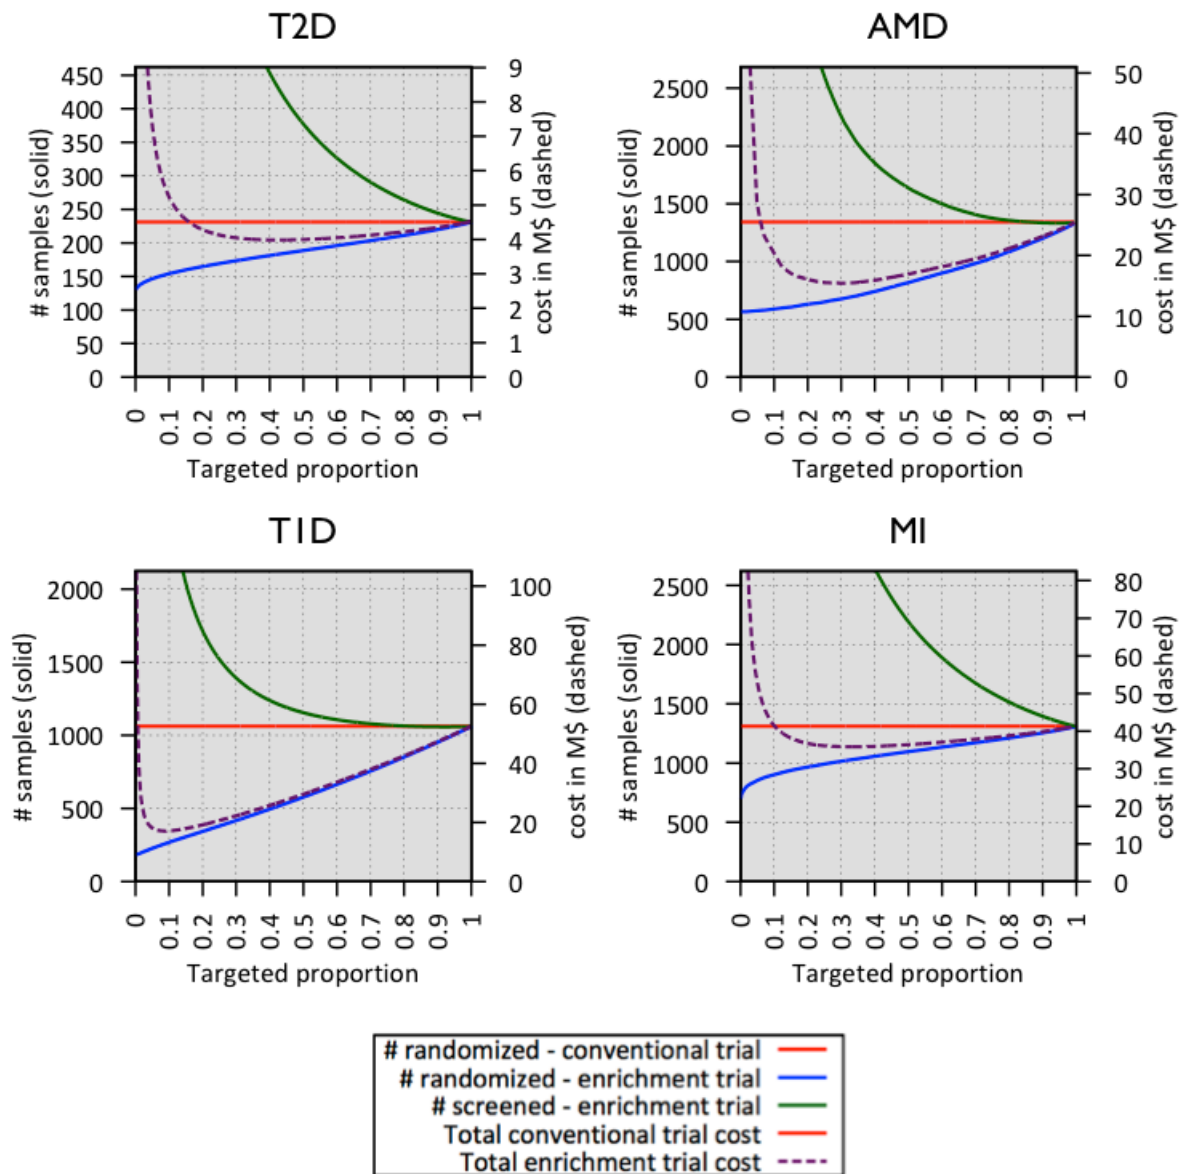 T2D
AMD
450
400
350
300
250
200
150
100
50
0
# samples (solid)
9
8
7
6
5
4
3
2
1
0
cost in M$ (dashed)
0 0.1 0.2 0.3 0.4 0.5 0.6 0.7 0.8 0.9 1
Targeted proportion
2500
2000
1500
1000
500
0
# samples (solid)
50
40
30
20
10
0
cost in M$ (dashed)
0 0.1 0.2 0.3 0.4 0.5 0.6 0.7 0.8 0.9 1
Targeted proportion
T1D
MI
2000
1500
1000
500
0
# samples (solid)
100
80
60
40
20
0
cost in M$ (dashed)
0 0.1 0.2 0.3 0.4 0.5 0.6 0.7 0.8 0.9 1
Targeted proportion
2500
2000
1500
1000
500
0
# samples (solid)
80
70
60
50
40
30
20
10
0
cost in M$ (dashed)
0 0.1 0.2 0.3 0.4 0.5 0.6 0.7 0.8 0.9 1
Targeted proportion
# randomized - conventional trial
# randomized - enrichment trial
# screened - enrichment trial
Total conventional trial cost
Total enrichment trial cost